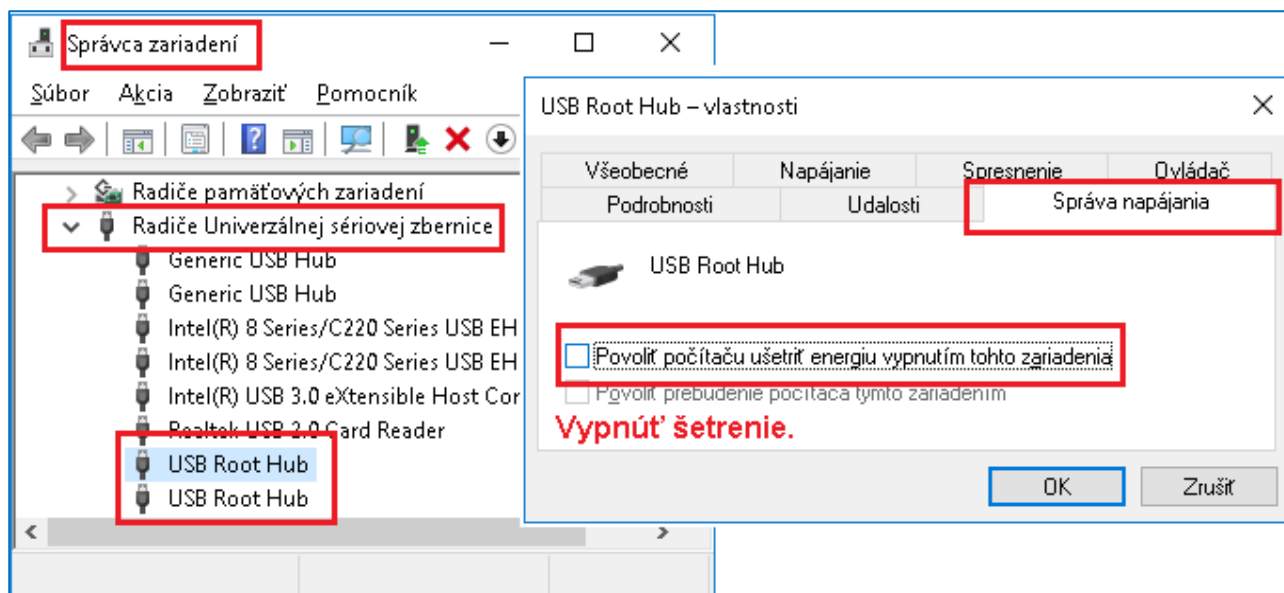 Správca zariadení
Súbor Akcia Zobraziť Pomocník
Radiče pamäťových zariadení
Radiče Univerzálnej sériovej zbernice
Generic USB Hub
Generic USB Hub
Intel(R) 8 Series/C220 Series USB EH
Intel(R) 8 Series/C220 Series USB EH
Intel(R) USB 3.0 eXtensible Host Cor
Realtek USB 2.0 Card Reader
USB Root Hub
USB Root Hub
USB Root Hub – vlastnosti
Všeobecné Napájanie Spresnenie Ovládač
Podrobnosti Udalosti Správa napájania
USB Root Hub
Povoliť počítaču ušetriť energiu vypnutím tohto zariadenia
Povoliť prebudenie počítača týmto zariadením
Vypnúť šetrenie.
OK Zrušiť